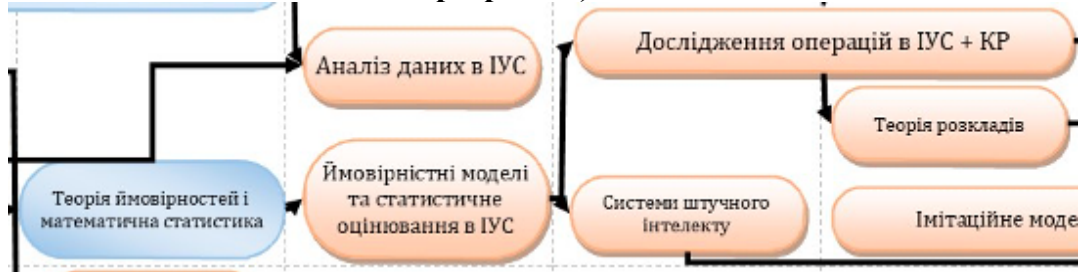 Дослідження операцій в ІУС + КР
Аналіз даних в ІУС
Теорія розкладів
Теорія ймовірностей і
математична статистика
Ймовірністні моделі
та статистичне
оцінювання в ІУС
Системи штучного
інтелекту
Імітаційне моде